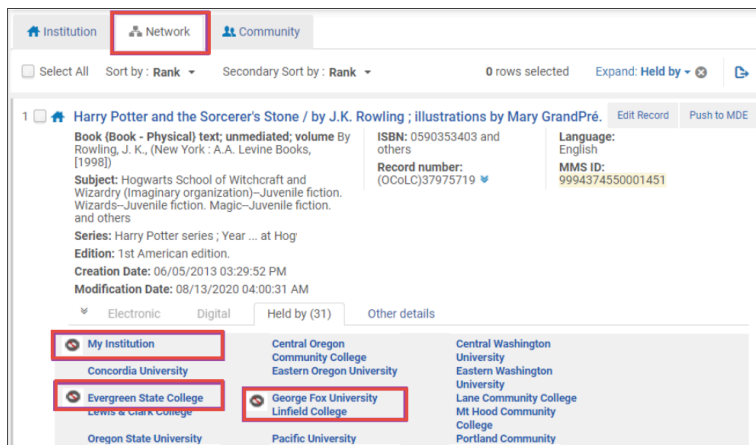 Institution Network Community
Select All Sort by : Rank Secondary Sort by : Rank 0 rows selected Expand: Held by
1 Harry Potter and the Sorcerer's Stone / by J.K. Rowling ; illustrations by Mary GrandPré. Edit Record Push to MDE
Book {Book - Physical} text; unmediated; volume By
Rowling, J. K., (New York : A.A. Levine Books,
[1998])
Subject: Hogwarts School of
Witchcraft and
Wizardry (Imaginary organization)--Juvenile fiction.
Wizards--Juvenile fiction. Magic--Juvenile fiction.
and others
Series: Harry Potter series ; Year ... at Hog
Edition: 1st American edition.
Creation Date: 06/05/2013 03:29:52 PM
Modification Date: 08/13/2020 04:00:31 AM
ISBN: 0590353403 and
others
Record number:
(OCoLC)37975719
Language:
English
MMS ID:
9994374550001451
Electronic Digital Held by (31) Other details
My Institution
Concordia University
Evergreen State College
Lewis & Clark College
Oregon State University
Central Oregon
Community College
Eastern Oregon University
George Fox University
Linfield College
Pacific University
Central Washington
University
Eastern Washington
University
Lane Community College
Mt Hood Community
College
Portland Community